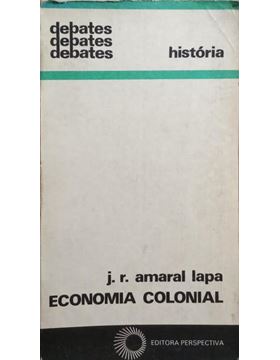 debates
debates
debates
história
j. r. amaral lapa
ECONOMIA COLONIAL
EDITORA PERSPECTIVA